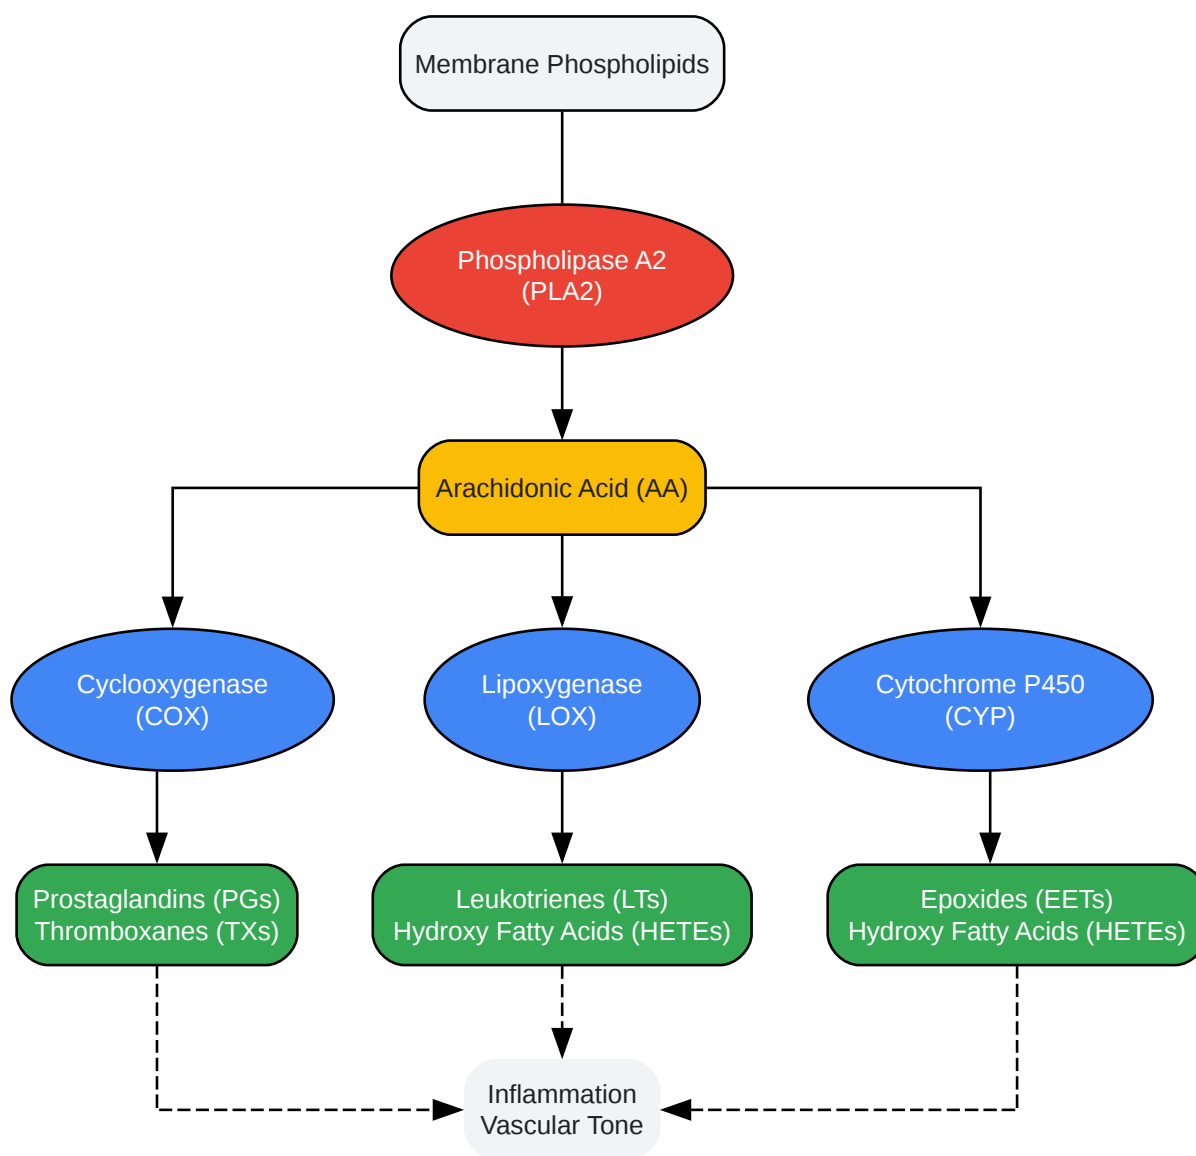 Membrane Phospholipids
Phospholipase A2
(PLA2)
Arachidonic Acid (AA)
Cyclooxygenase
(COX)
Lipoxygenase
(LOX)
Cytochrome P450
(CYP)
Prostaglandins (PGs)
Thromboxanes (TXs)
Leukotrienes (LTs)
Hydroxy Fatty Acids (HETEs)
Epoxides (EETs)
Hydroxy Fatty Acids (HETEs)
Inflammation
Vascular Tone